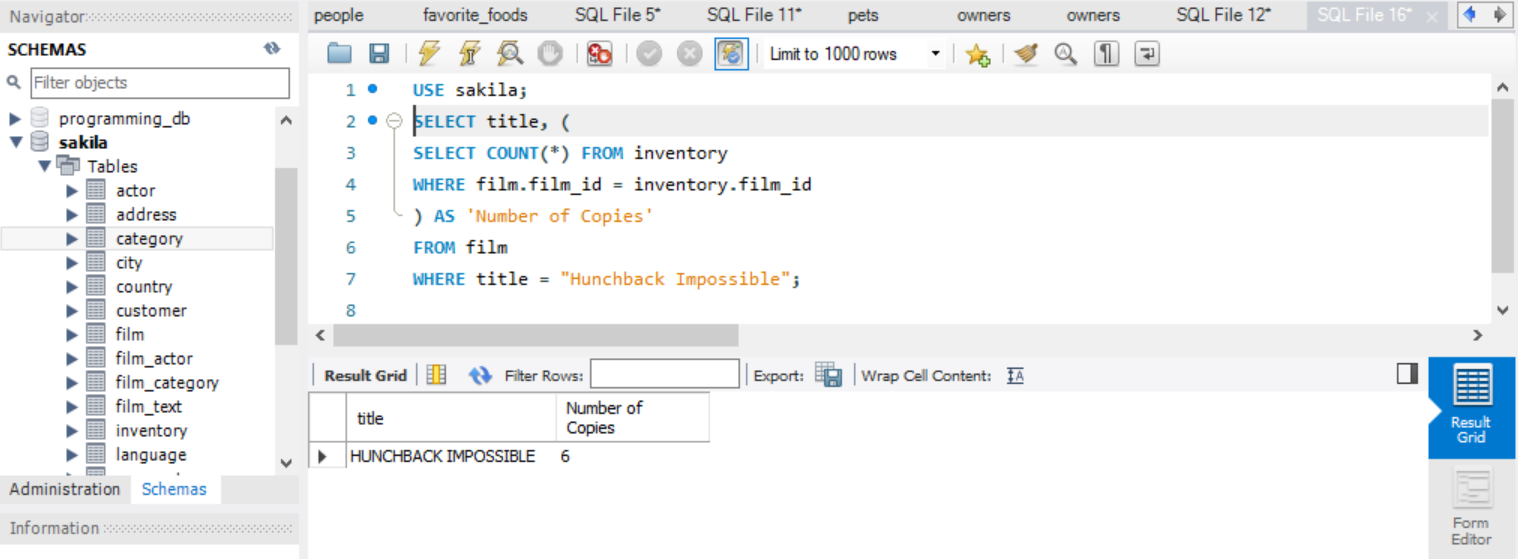 Navigator
SCHEMAS
Filter objects
programming_db
sakila
Tables
actor
address
category
city
country
customer
film
film_actor
film_category
film_text
inventory
language
Administration Schemas
Information
people favorite_foods SQL File 5* SQL File 11* pets owners owners SQL File 12* SQL File 16*
Limit to 1000 rows
1 USE sakila;
2 SELECT title, (
3 SELECT COUNT(*) FROM inventory
4 WHERE film.film_id = inventory.film_id
5 ) AS 'Number of Copies'
6 FROM film
7 WHERE title = "Hunchback Impossible";
8
Result Grid Filter Rows: Export: Wrap Cell Content: IA
title Number of
Copies
HUNCHBACK IMPOSSIBLE 6
Result
Grid
Form
Editor